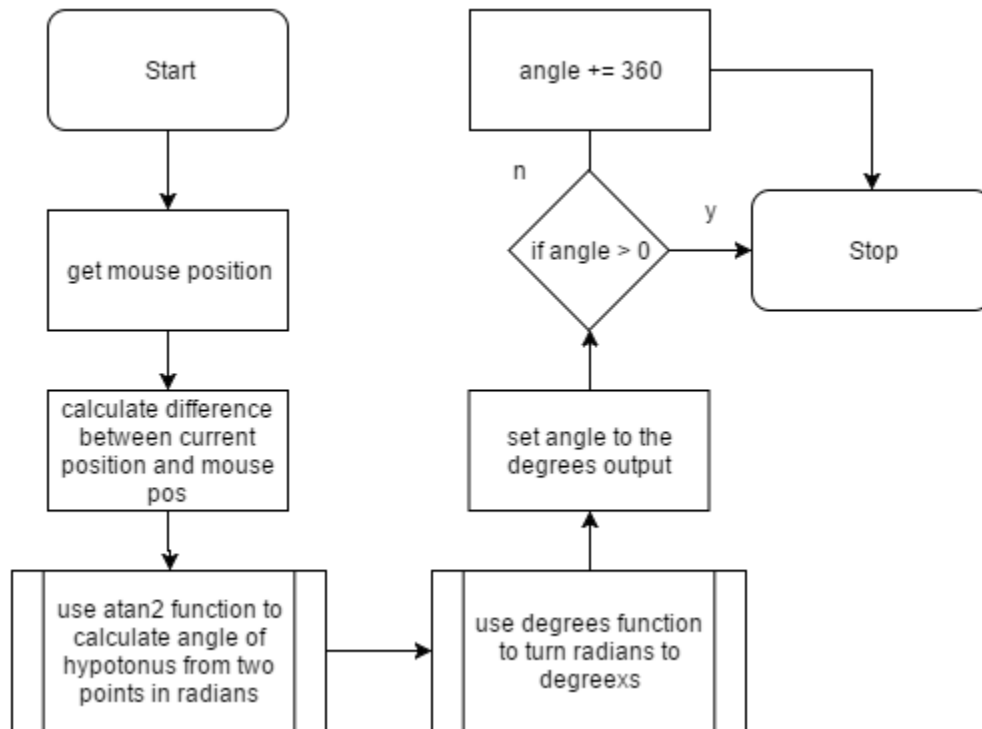 Start
get mouse position
calculate difference
between current
position and mouse
pos
use atan2 function to
calculate angle of
hypotonus from two
points in radians
use degrees function
to turn radians to
degreexs
set angle to the
degrees output
if angle > 0
n
y
angle += 360
Stop